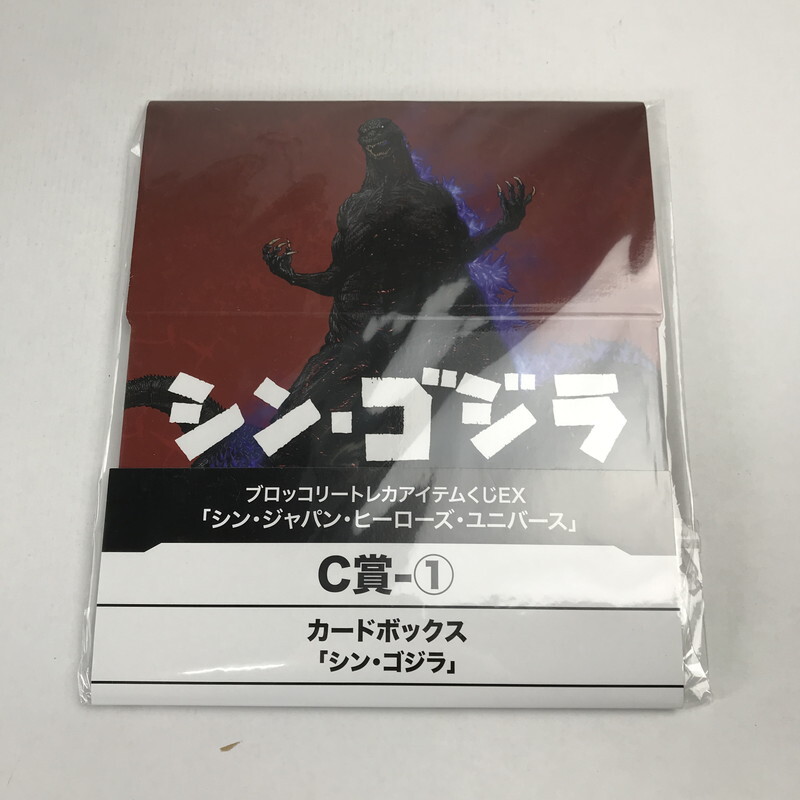 シン・ゴジラ
ブロッコリートレカアイテムくじEX
「シン・ジャパン・ヒーローズ・ユニバース」
C賞-①
カードボックス
「シン・ゴジラ」